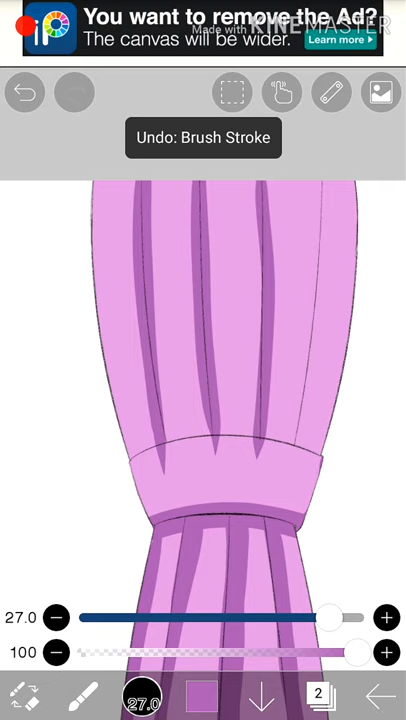 You want to remove the Ad?
Made with KINEMASTER
The canvas will be wider.
Learn more
iP
Undo: Brush Stroke
27.0
100
27.0
2